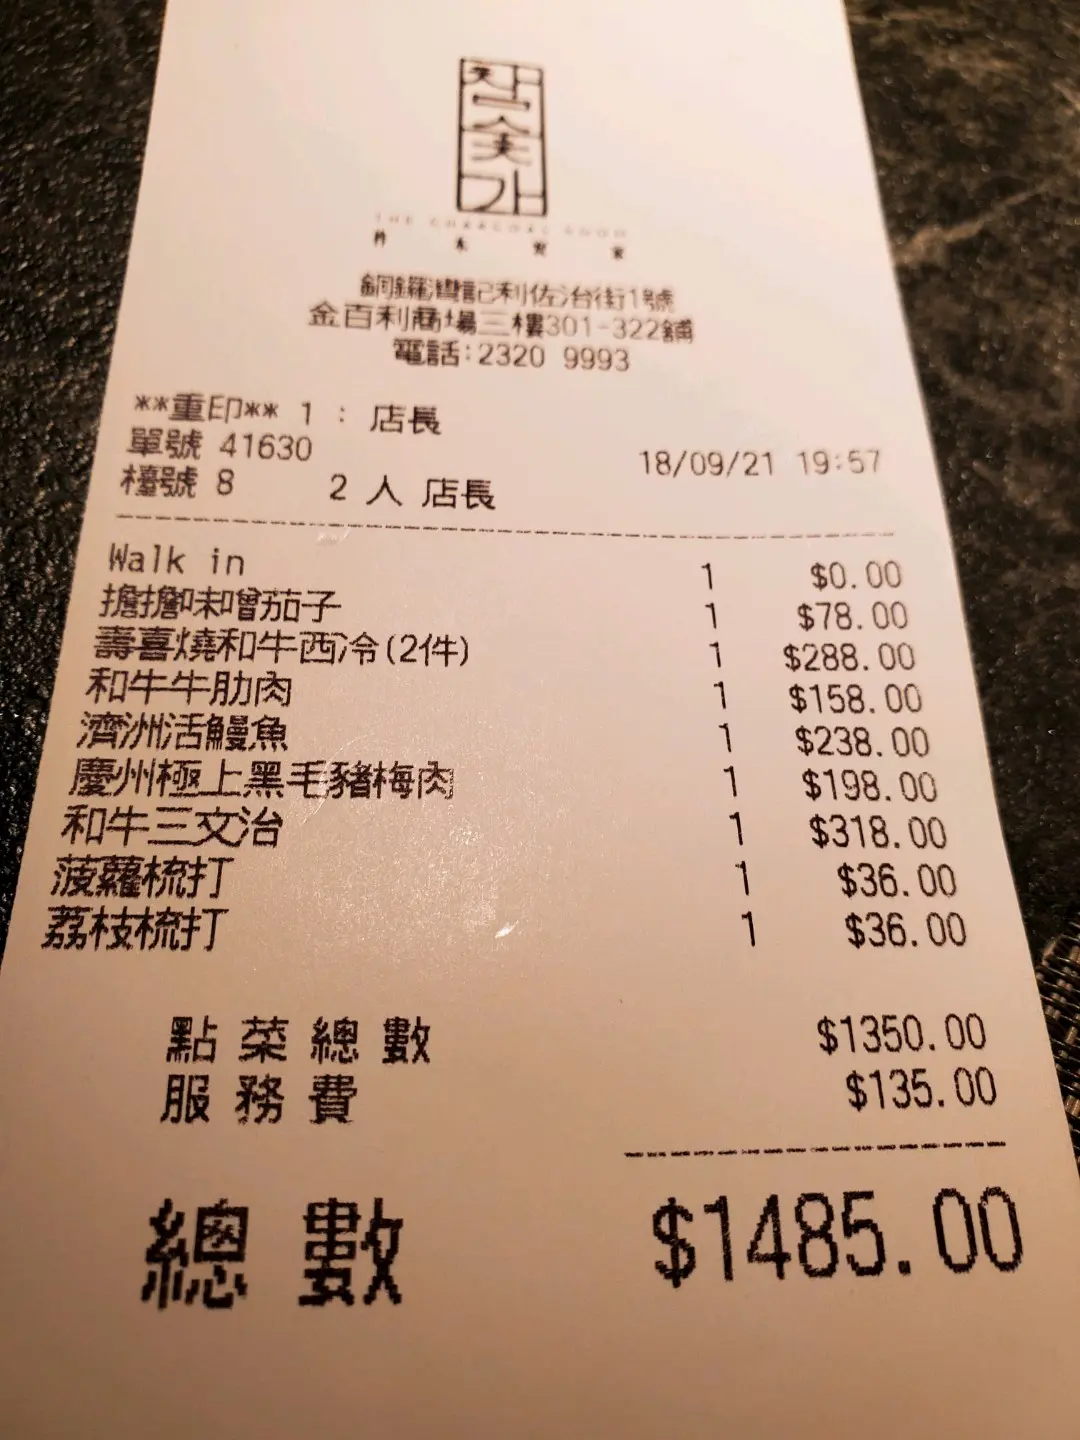 참숯
THE CHARCOAL ROOM
銅鑼灣記利佐治街1號
金百利商場三樓301-322舖
電話:2320 9993
**重印** 1 : 店長
單號 41630
18/09/21 19:57
檯號 8 2 人 店長
Walk in 1 $0.00
擔擔味噌茄子 1 $78.00
壽喜燒和牛西冷(2件) 1 $288.00
和牛牛肋肉 1 $158.00
濟洲活鰻魚 1 $238.00
慶州極上黑毛豬梅肉 1 $198.00
和牛三文治 1 $318.00
菠蘿梳打 1 $36.00
荔枝梳打 1 $36.00
點菜總數 $1350.00
服務費 $135.00
總數 $1485.00